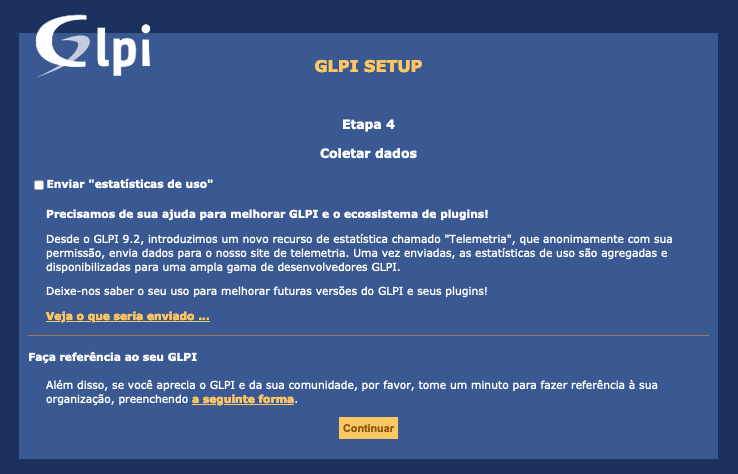 Glpi
GLPI SETUP
Etapa 4
Coletar dados
Enviar "estatísticas de uso"
Precisamos de sua ajuda para melhorar GLPI e o ecossistema de plugins!
Desde o GLPI 9.2, introduzimos um novo recurso de estatística chamado "Telemetria", que anonimamente com sua
permissão, envia dados para o nosso site de telemetria. Uma vez enviadas, as estatísticas de uso são agregadas e
disponibilizadas para uma ampla gama de desenvolvedores GLPI.
Deixe-nos saber o seu uso para melhorar futuras versões do GLPI e seus plugins!
Veja o que seria enviado ...
Faça referência ao seu GLPI
Além disso, se você aprecia o GLPI e da sua comunidade, por favor, tome um minuto para fazer referência à sua
organização, preenchendo a seguinte forma.
Continuar